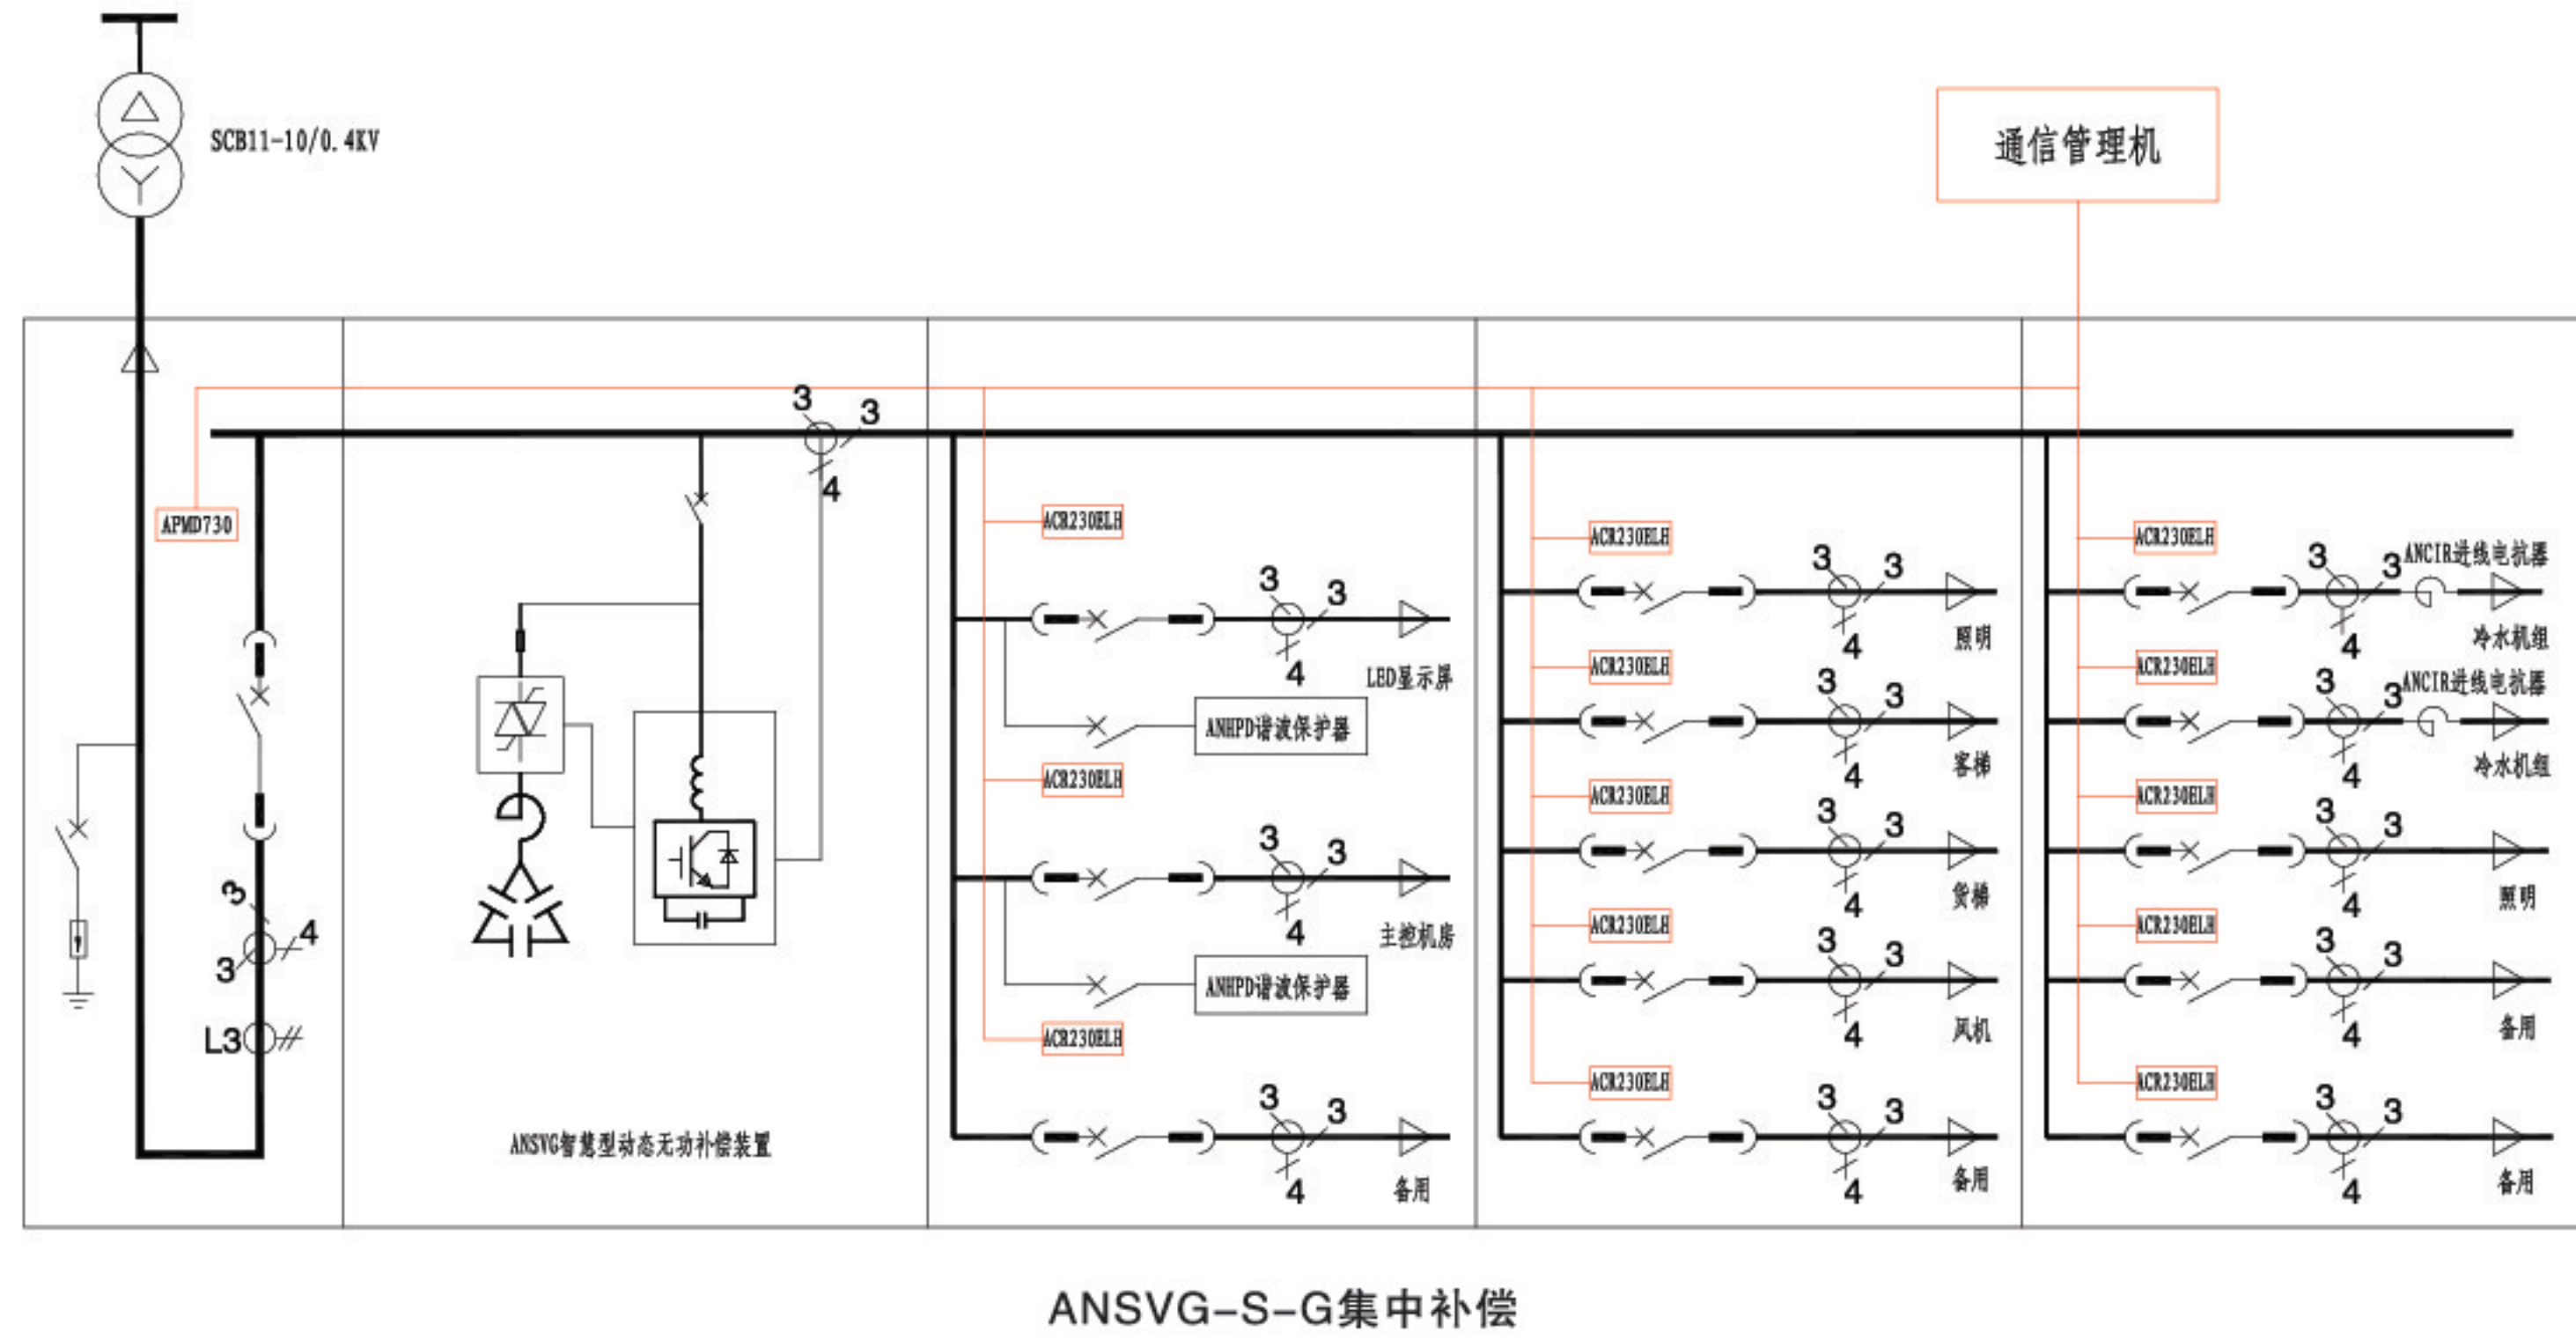 SCB11-10/0.4KV
通信管理机
3
3
4
APMD730
3
4
3
L3
ANSVG智慧型动态无功补偿装置
ACR230ELH
3
3
4
LED显示屏
ANHPD谐波保护器
ACR230ELH
3
3
4
主控机房
ANHPD谐波保护器
ACR230ELH
3
3
4
备用
ACR230ELH
3
3
4
照明
ACR230ELH
3
3
4
客梯
ACR230ELH
3
3
4
货梯
ACR230ELH
3
3
4
风机
ACR230ELH
3
3
4
备用
ACR230ELH
3
3
ANCIR进线电抗器
4
冷水机组
ACR230ELH
3
3
ANCIR进线电抗器
4
冷水机组
ACR230ELH
3
3
4
照明
ACR230ELH
3
3
4
备用
ACR230ELH
3
3
4
备用
ANSVG-S-G集中补偿